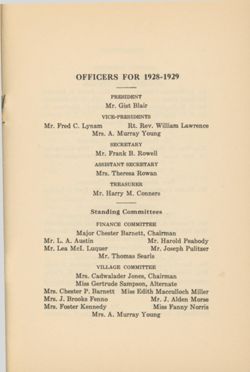 OFFICERS FOR 1928-1929
PRESIDENT
Mr. Gist Blair
VICE-PRESIDENTS
Mr. Fred C. Lynam Rt. Rev. William Lawrence
Mrs. A. Murray Young
SECRETARY
Mr. Frank B. Rowell
ASSISTANT SECRETARY
Mrs. Theresa Rowan
TREASURER
Mr. Harry M. Conners
Standing Committees
FINANCE COMMITTEE
Major Chester Barnett, Chairman
Mr. L. A. Austin Mr. Harold Peabody
Mr. Lea McI. Luquer Mr. Joseph Pulitzer
Mr. Thomas Searls
VILLAGE COMMITTEE
Mrs. Cadwalader Jones, Chairman
Miss Gertrude Sampson, Alternate
Mrs. Chester P. Barnett Miss Edith Macculloch Miller
Mrs. J. Brooks Fenno Mr. J. Alden Morse
Mrs. Foster Kennedy Miss Fanny Norris
Mrs. A. Murray Young